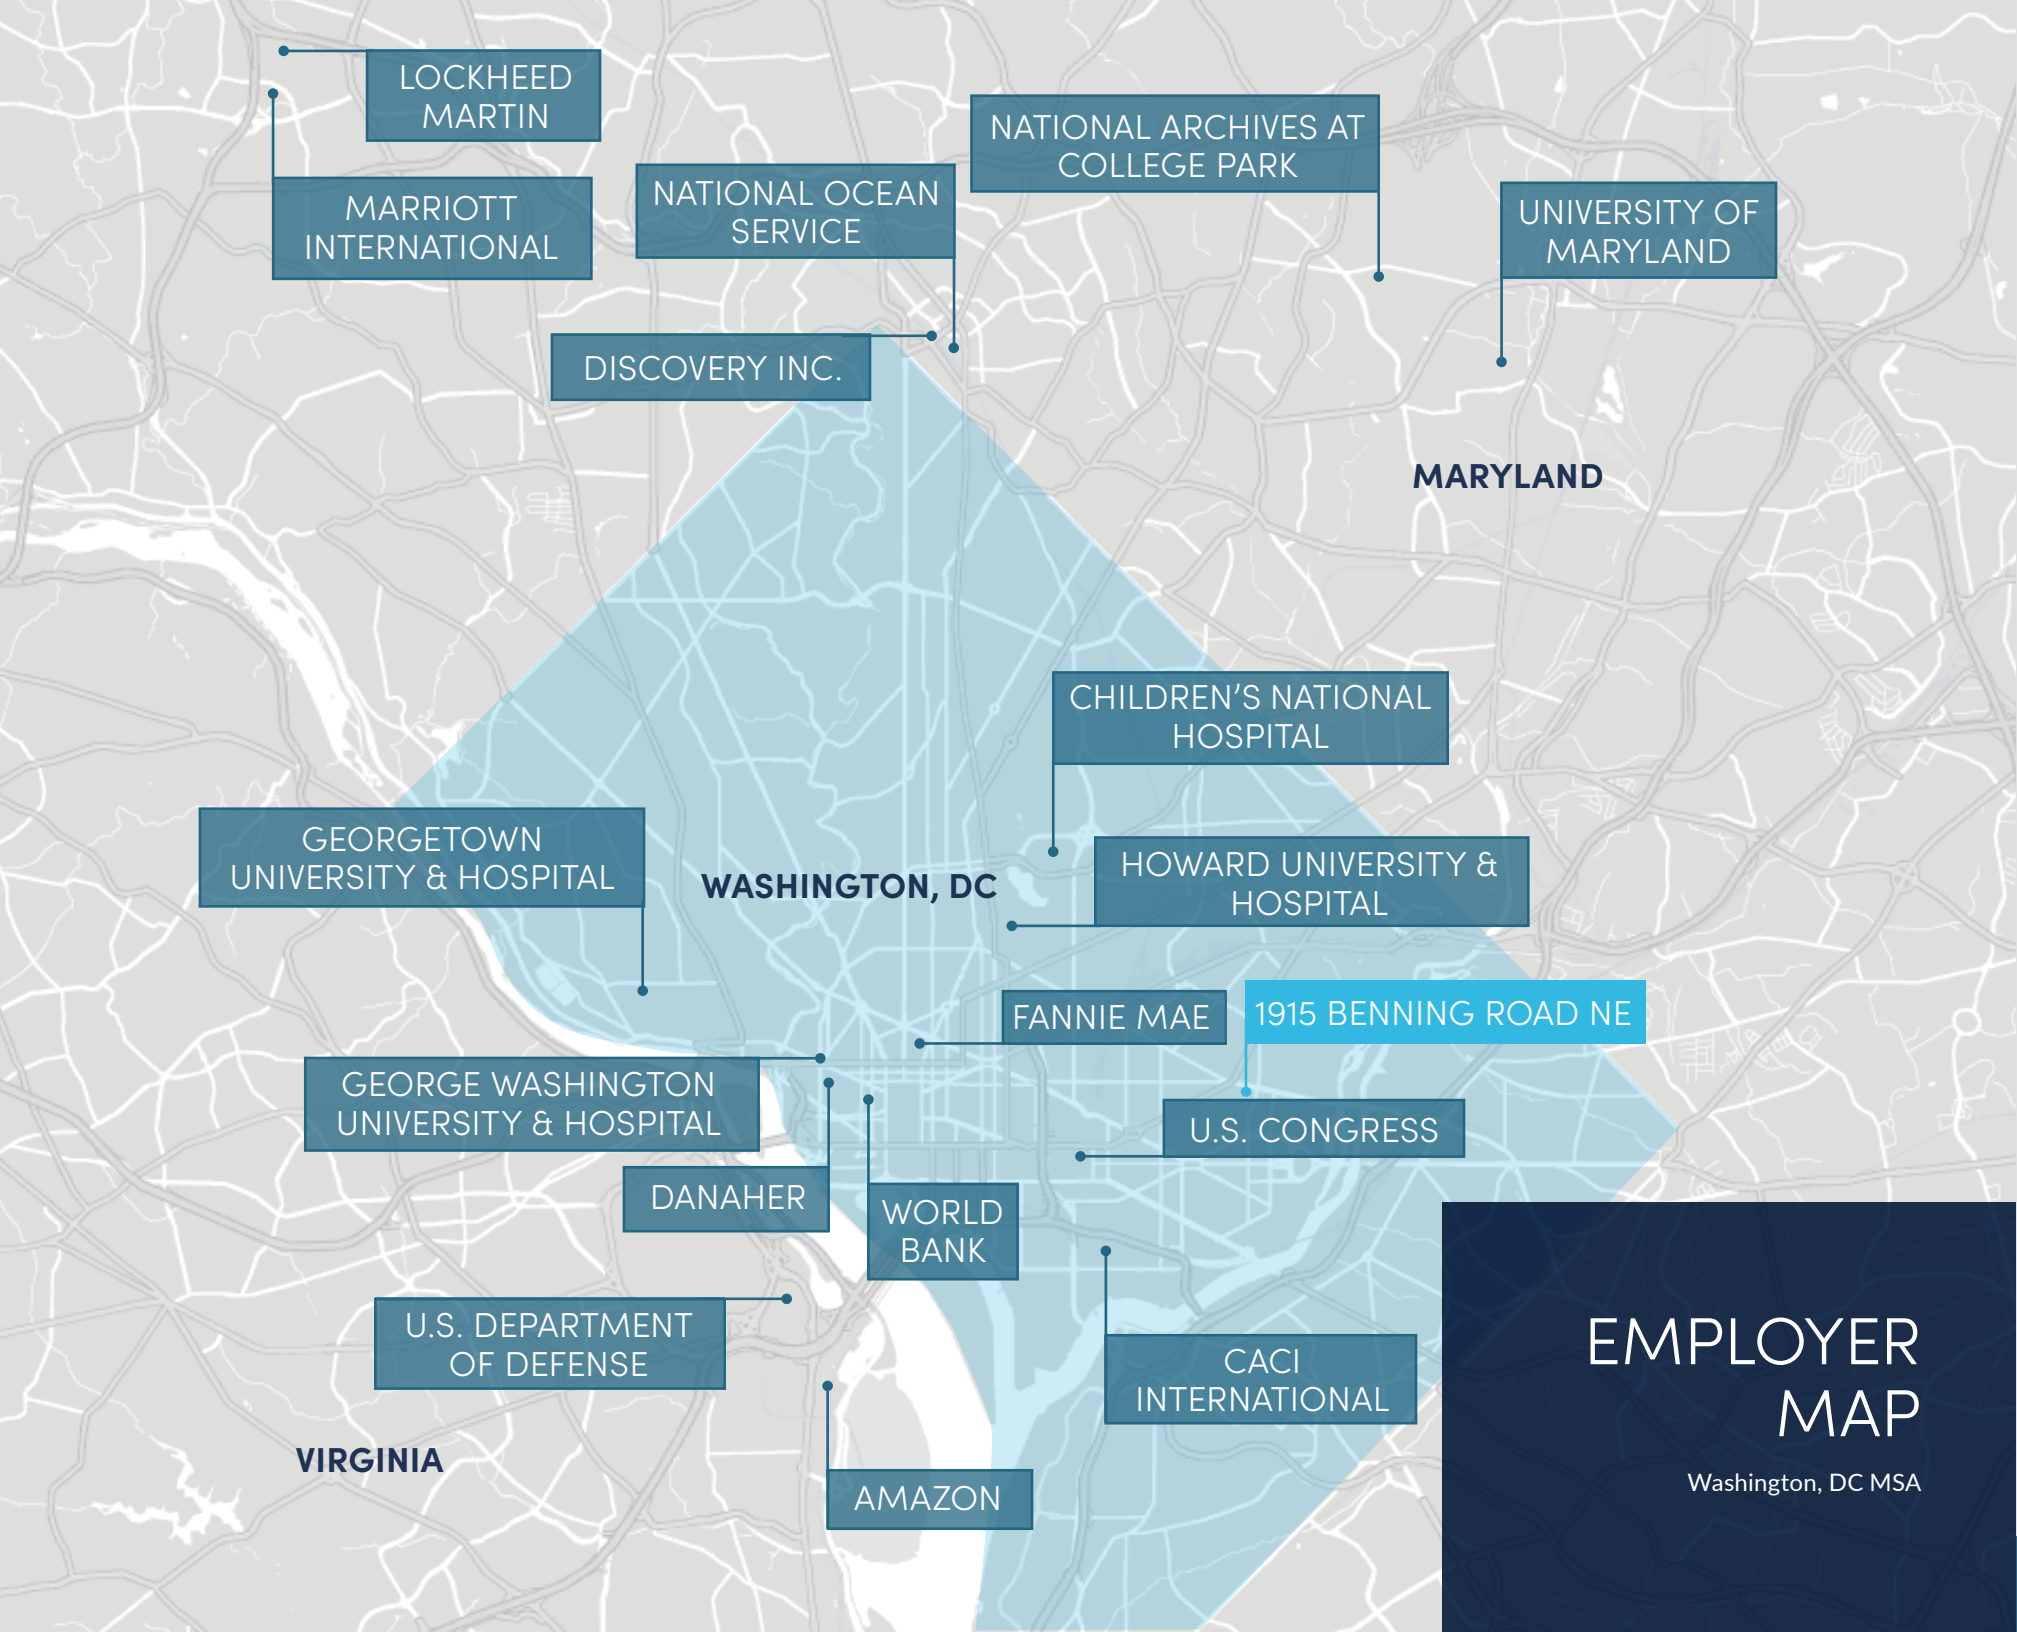 LOCKHEED
MARTIN
MARRIOTT
INTERNATIONAL
NATIONAL OCEAN
SERVICE
NATIONAL ARCHIVES AT
COLLEGE PARK
UNIVERSITY OF
MARYLAND
DISCOVERY INC.
MARYLAND
CHILDREN'S NATIONAL
HOSPITAL
GEORGETOWN
UNIVERSITY & HOSPITAL
WASHINGTON, DC
HOWARD UNIVERSITY &
HOSPITAL
FANNIE MAE
1915 BENNING ROAD NE
GEORGE WASHINGTON
UNIVERSITY & HOSPITAL
U.S. CONGRESS
DANAHER
WORLD
BANK
U.S. DEPARTMENT
OF DEFENSE
CACI
INTERNATIONAL
VIRGINIA
AMAZON
EMPLOYER
MAP
Washington, DC MSA